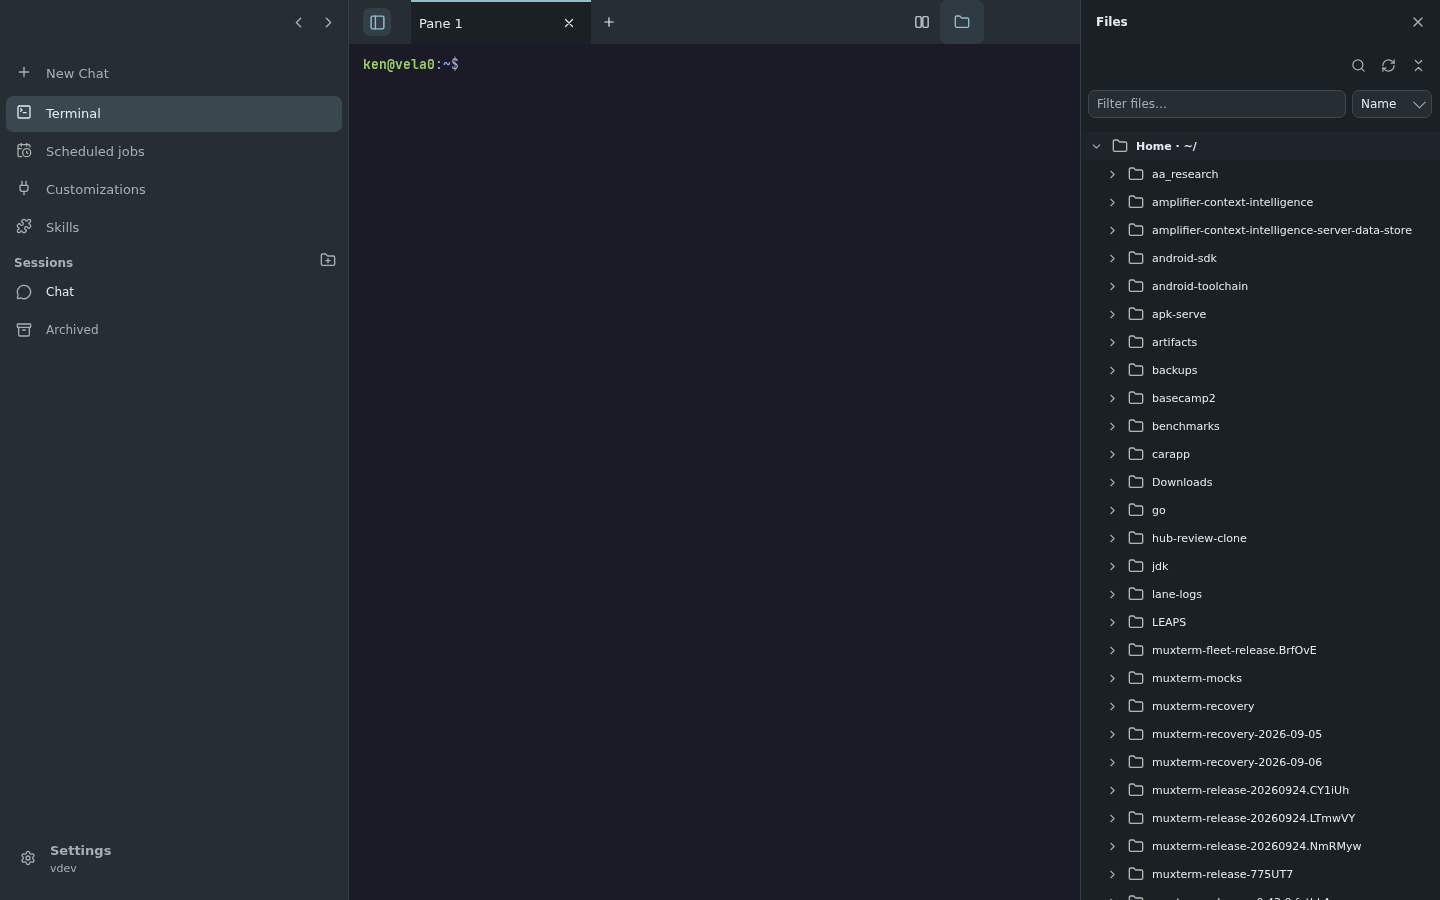 Pane 1
Files
New Chat
Terminal
Scheduled jobs
Customizations
Skills
Sessions
Chat
Archived
Settings
vdev
ken@vela0:~$
Filter files...
Name
Home · ~/
aa_research
amplifier-context-intelligence
amplifier-context-intelligence-server-data-store
android-sdk
android-toolchain
apk-serve
artifacts
backups
basecamp2
benchmarks
carapp
Downloads
go
hub-review-clone
jdk
lane-logs
LEAPS
muxterm-fleet-release.BrfOvE
muxterm-mocks
muxterm-recovery
muxterm-recovery-2026-09-05
muxterm-recovery-2026-09-06
muxterm-release-20260924.CY1iUh
muxterm-release-20260924.LTmwVY
muxterm-release-20260924.NmRMyw
muxterm-release-775UT7